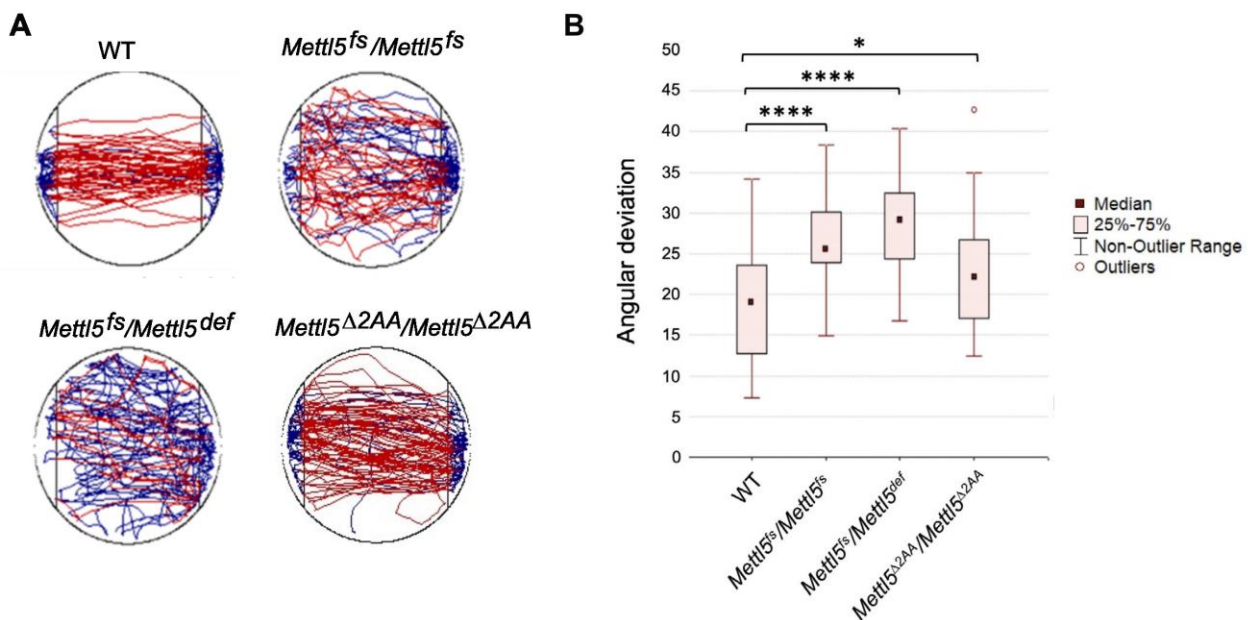 A
WT
Mettl5fs/Mettl5fs
Mettl5fs/Mettl5def
Mettl5Δ2AA/Mettl5Δ2AA
B
Angular deviation
50
45
40
35
30
25
20
15
10
5
0
*
****
****
WT
Mettl5fs/Mettl5fs
Mettl5fs/Mettl5def
Mettl5Δ2AA/Mettl5Δ2AA
Median
25%-75%
Non-Outlier Range
Outliers